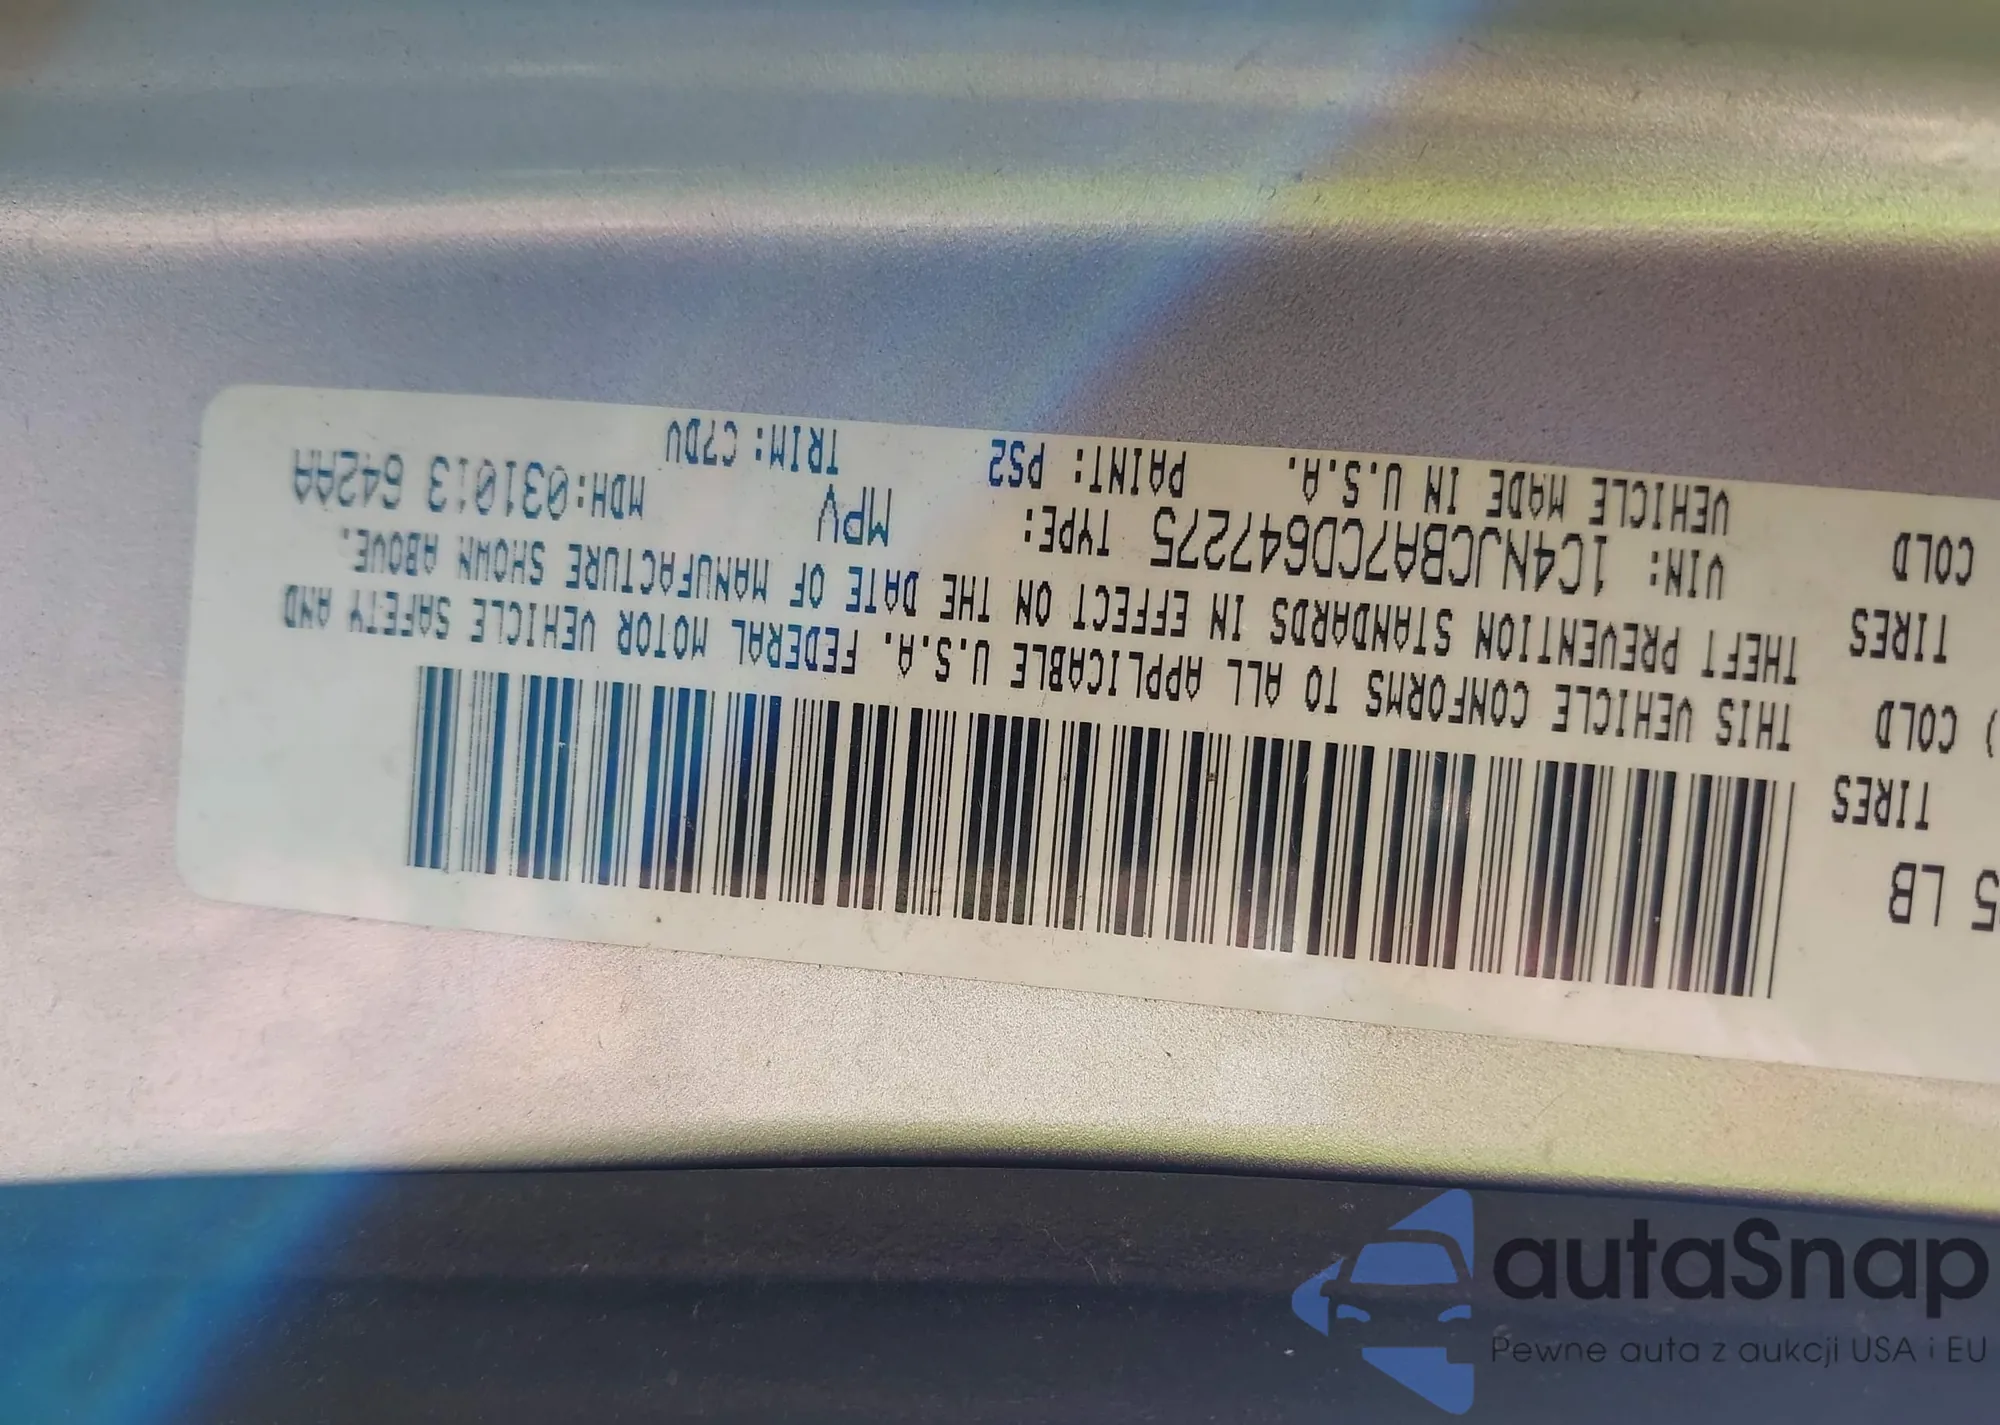 5 LB
TIRES
COLD
THIS VEHICLE CONFORMS TO ALL APPLICABLE U.S.A. FEDERAL MOTOR VEHICLE SAFETY AND
TIRES
THEFT PREVENTION STANDARDS IN EFFECT ON THE DATE OF MANUFACTURE SHOWN ABOVE.
COLD
VIN: 1C4NJCBA7CD647275 TYPE: MPV MDH:031013 642AA
VEHICLE MADE IN U.S.A. PAINT: PS2 TRIM: C7DV
autaSnap
Pewne auta z aukcji USA i EU